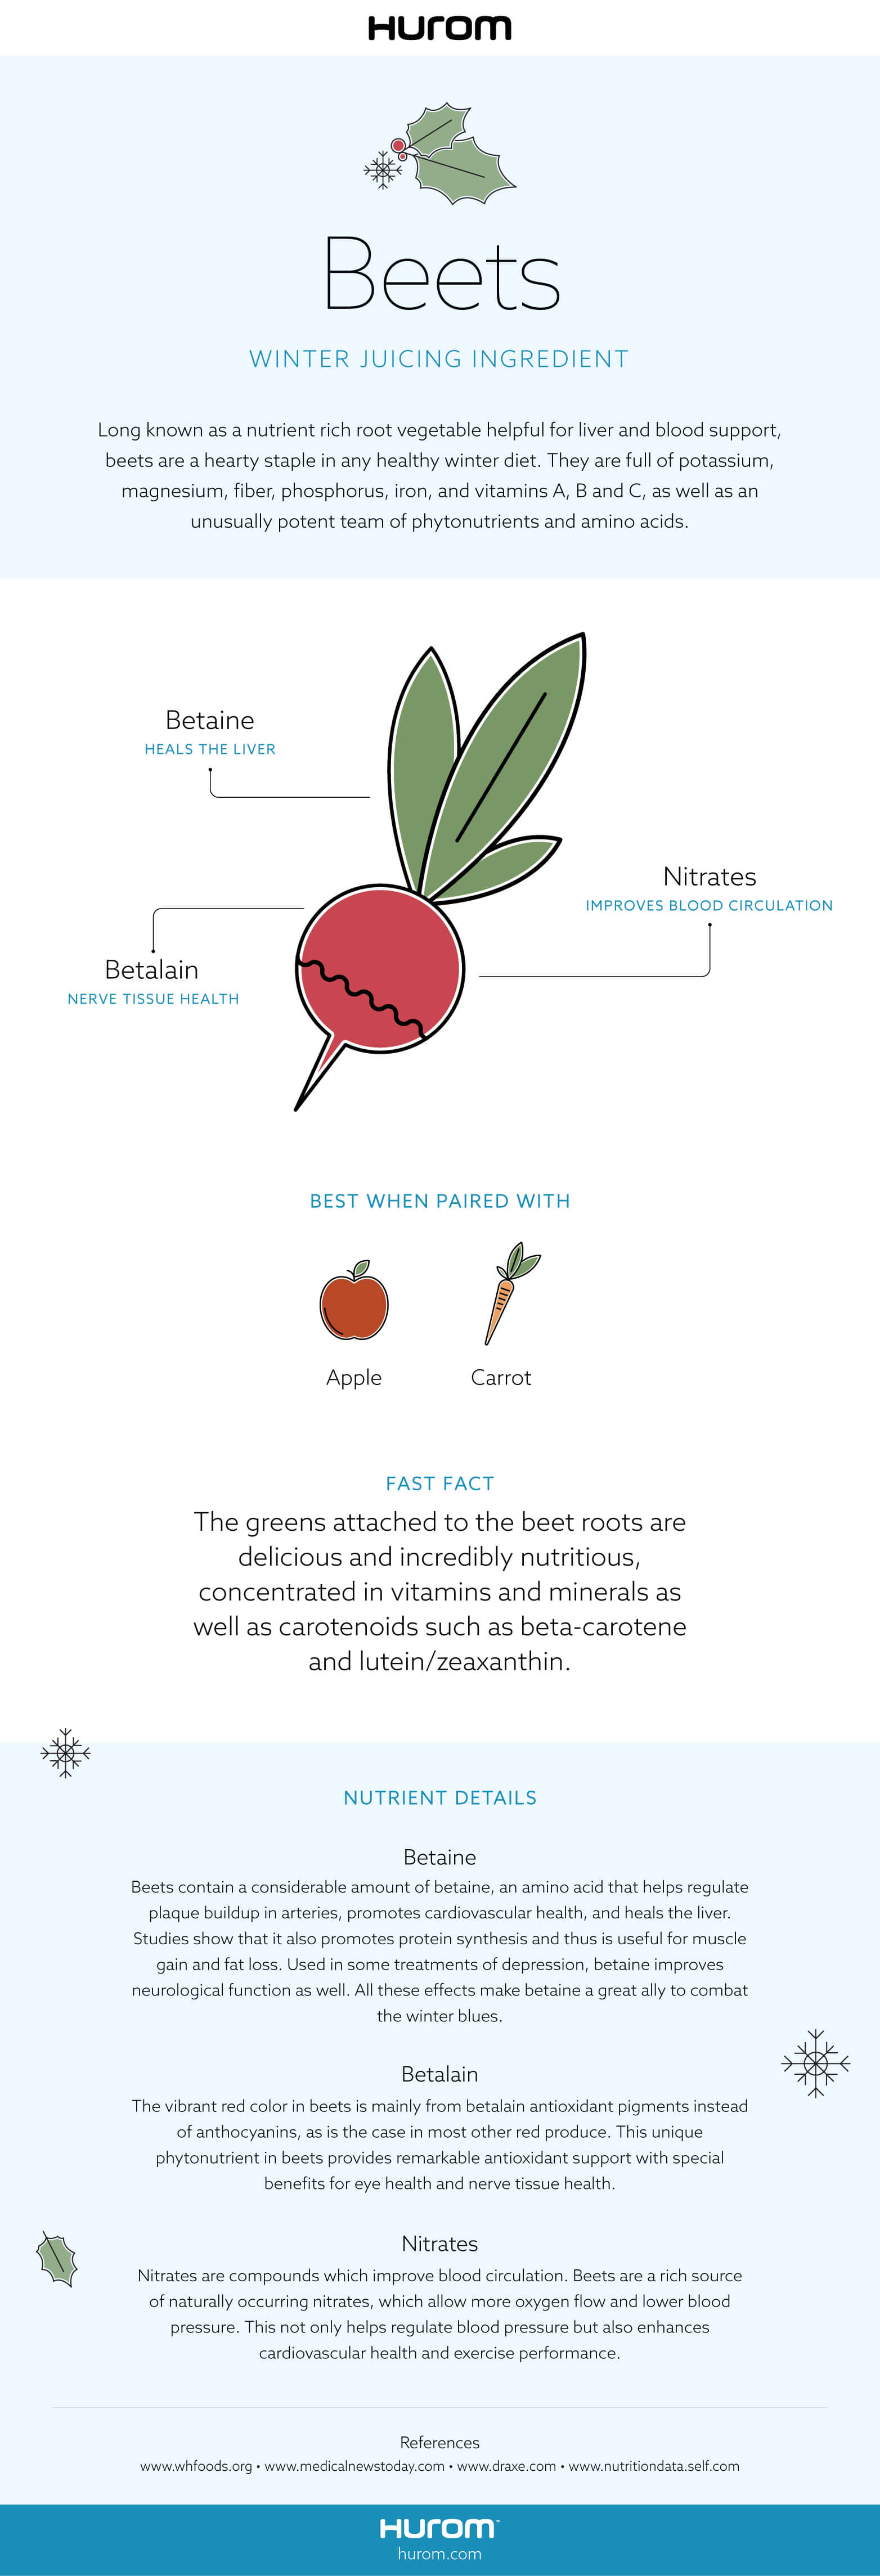 HUROM
Beets
WINTER JUICING INGREDIENT
Long known as a nutrient rich root vegetable helpful for liver and blood support,
beets are a hearty staple in any healthy winter diet. They are full of potassium,
magnesium, fiber, phosphorus, iron, and vitamins A, B and C, as well as an
unusually potent team of phytonutrients and amino acids.
Betaine
HEALS THE LIVER
Nitrates
IMPROVES BLOOD CIRCULATION
Betalain
NERVE TISSUE HEALTH
BEST WHEN PAIRED WITH
Apple
Carrot
FAST FACT
The greens attached to the beet roots are
delicious and incredibly nutritious,
concentrated in vitamins and minerals as
well as carotenoids such as beta-carotene
and lutein/zeaxanthin.
NUTRIENT DETAILS
Betaine
Beets contain a considerable amount of betaine, an amino acid that helps regulate
plaque buildup in arteries, promotes cardiovascular health, and heals the liver.
Studies show that it also promotes protein synthesis and thus is useful for muscle
gain and fat loss. Used in some treatments of depression, betaine improves
neurological function as well. All these effects make betaine a great ally to combat
the winter blues.
Betalain
The vibrant red color in beets is mainly from betalain antioxidant pigments instead
of anthocyanins, as is the case in most other red produce. This unique
phytonutrient in beets provides remarkable antioxidant support with special
benefits for eye health and nerve tissue health.
Nitrates
Nitrates are compounds which improve blood circulation. Beets are a rich source
of naturally occurring nitrates, which allow more oxygen flow and lower blood
pressure. This not only helps regulate blood pressure but also enhances
cardiovascular health and exercise performance.
References
www.whfoods.org • www.medicalnewstoday.com • www.draxe.com • www.nutritiondata.self.com
HUROM™
hurom.com